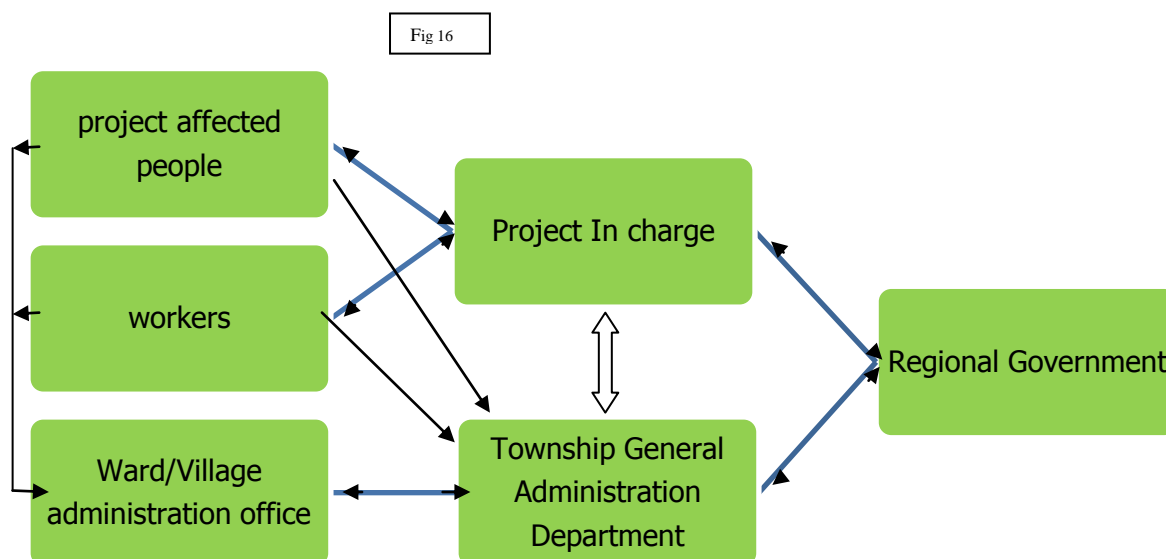 Fig 16
project affected
people
Project In charge
workers
Regional Government
Ward/Village
administration office
Township General
Administration
Department